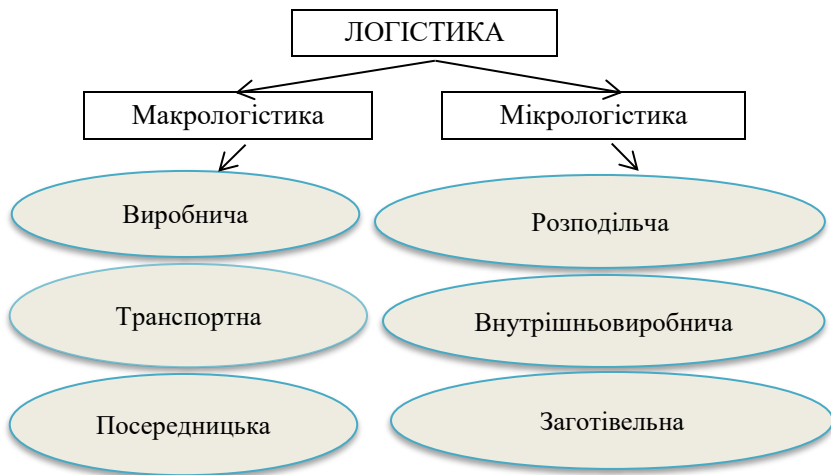 ЛОГІСТИКА
Макрологістика
Мікрологістика
Виробнича
Розподільча
Транспортна
Внутрішньовиробнича
Посередницька
Заготівельна